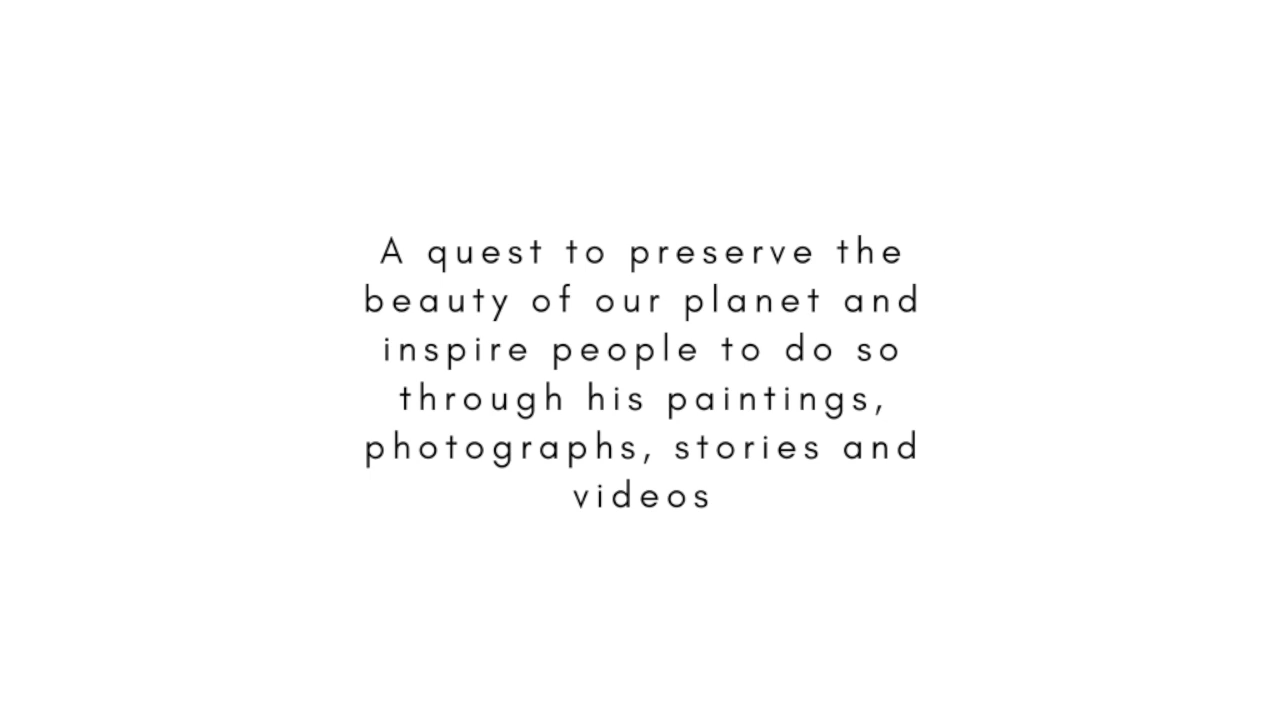 A quest to preserve the
beauty of our planet and
inspire people to do so
through his paintings,
photographs, stories and
videos